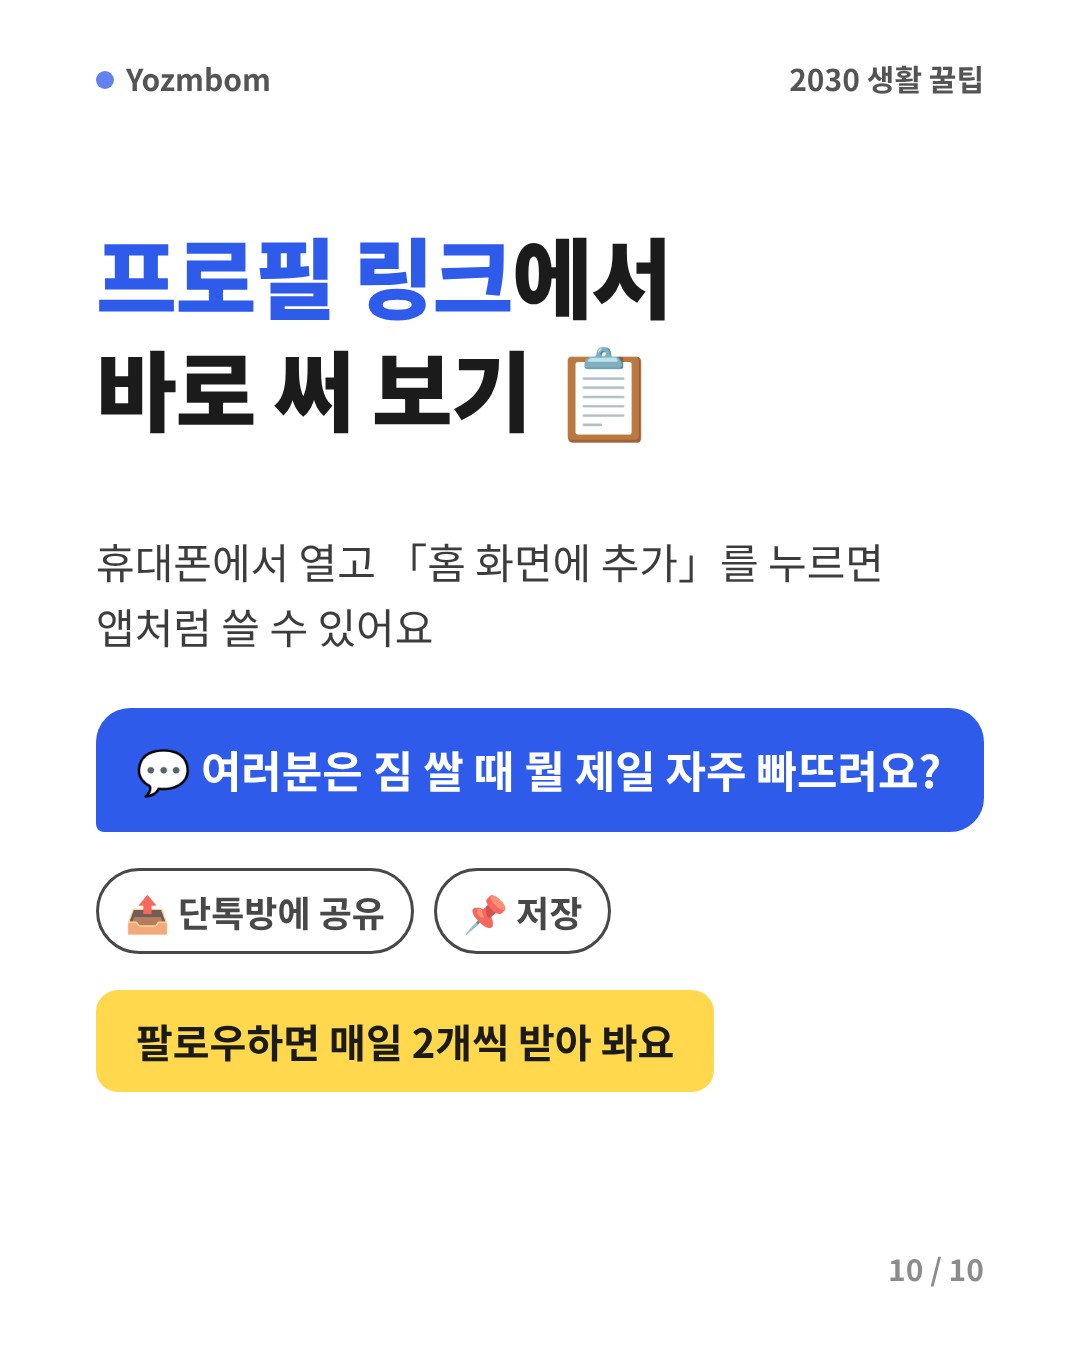 Yozmbom
2030 생활 꿀팁
프로필 링크에서
바로 써 보기 📋
휴대폰에서 열고 「홈 화면에 추가」를 누르면
앱처럼 쓸 수 있어요
💬 여러분은 짐 쌀 때 뭘 제일 자주 빠뜨려요?
📤 단톡방에 공유
📌 저장
팔로우하면 매일 2개씩 받아 봐요
10 / 10